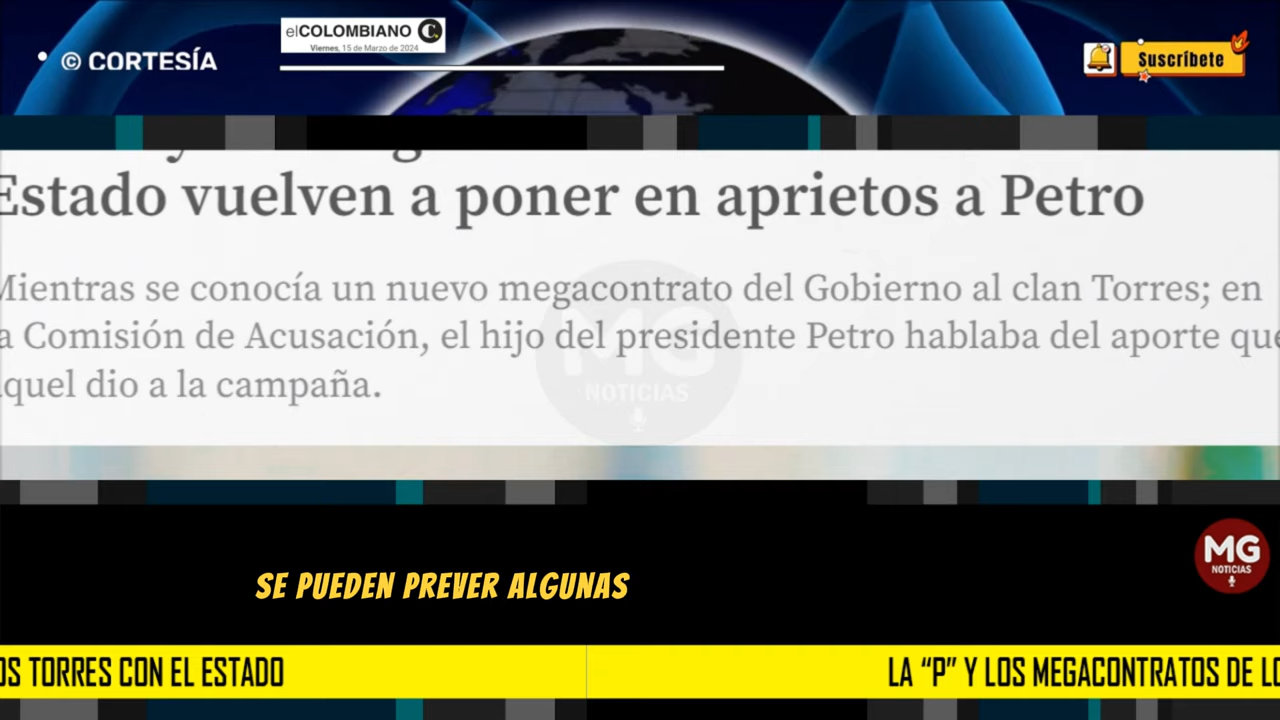 © CORTESÍA
elCOLOMBIANO C
Viernes, 15 de Marzo de 2024
Suscríbete
Estado vuelven a poner en aprietos a Petro
Mientras se conocía un nuevo megacontrato del Gobierno al clan Torres; en
a Comisión de Acusación, el hijo del presidente Petro hablaba del aporte que
quel dio a la campaña.
MG
NOTICIAS
SE PUEDEN PREVER ALGUNAS
MG
NOTICIAS
OS TORRES CON EL ESTADO
LA “P” Y LOS MEGACONTRATOS DE LO